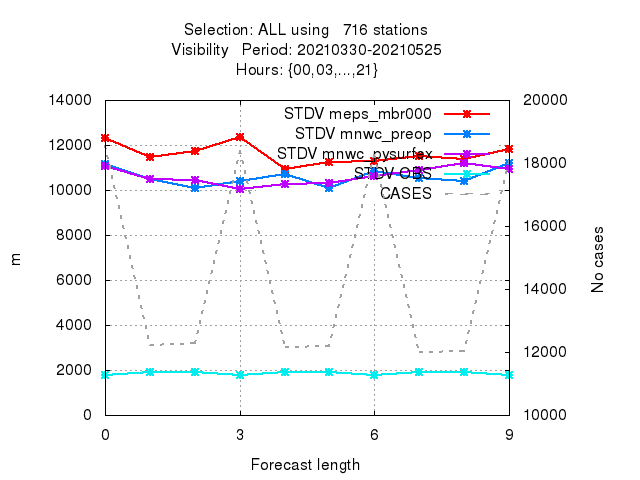 Selection: ALL using   716 stations
Visibility   Period: 20210330-20210525
Hours: {00,03,...,21}
14000
12000
10000
8000
6000
4000
2000
0
m
STDV meps_mbr000
STDV mnwc_preop
STDV mnwc_pysurfex
STDV OBS
CASES
20000
18000
16000
14000
12000
10000
No cases
0 3 6 9
Forecast length